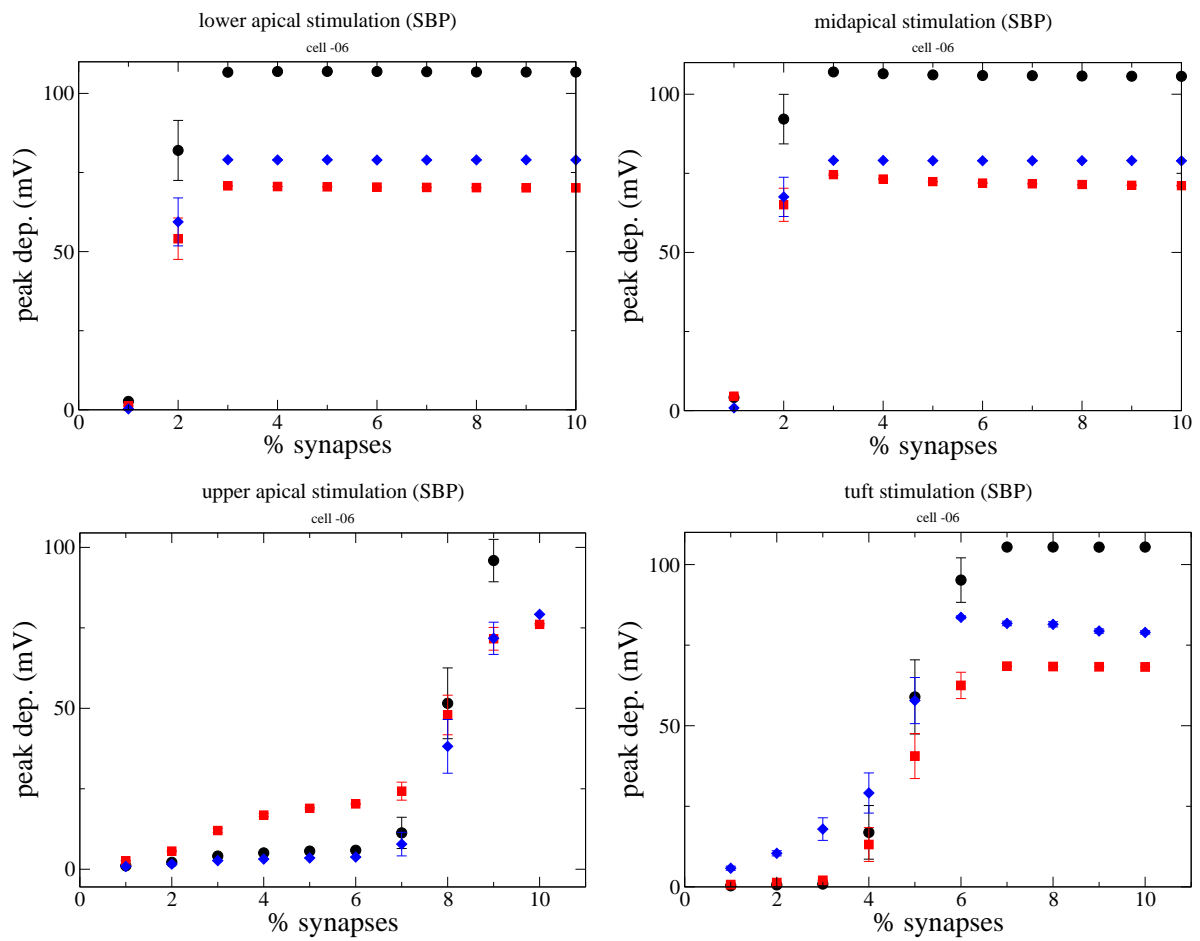 lower apical stimulation (SBP)
cell -06
100
50
0
peak dep. (mV)
0 2 4 6 8 10
% synapses
midapical stimulation (SBP)
cell -06
100
50
0
peak dep. (mV)
0 2 4 6 8 10
% synapses
upper apical stimulation (SBP)
cell -06
100
50
0
peak dep. (mV)
0 2 4 6 8 10
% synapses
tuft stimulation (SBP)
cell -06
100
50
0
peak dep. (mV)
0 2 4 6 8 10
% synapses